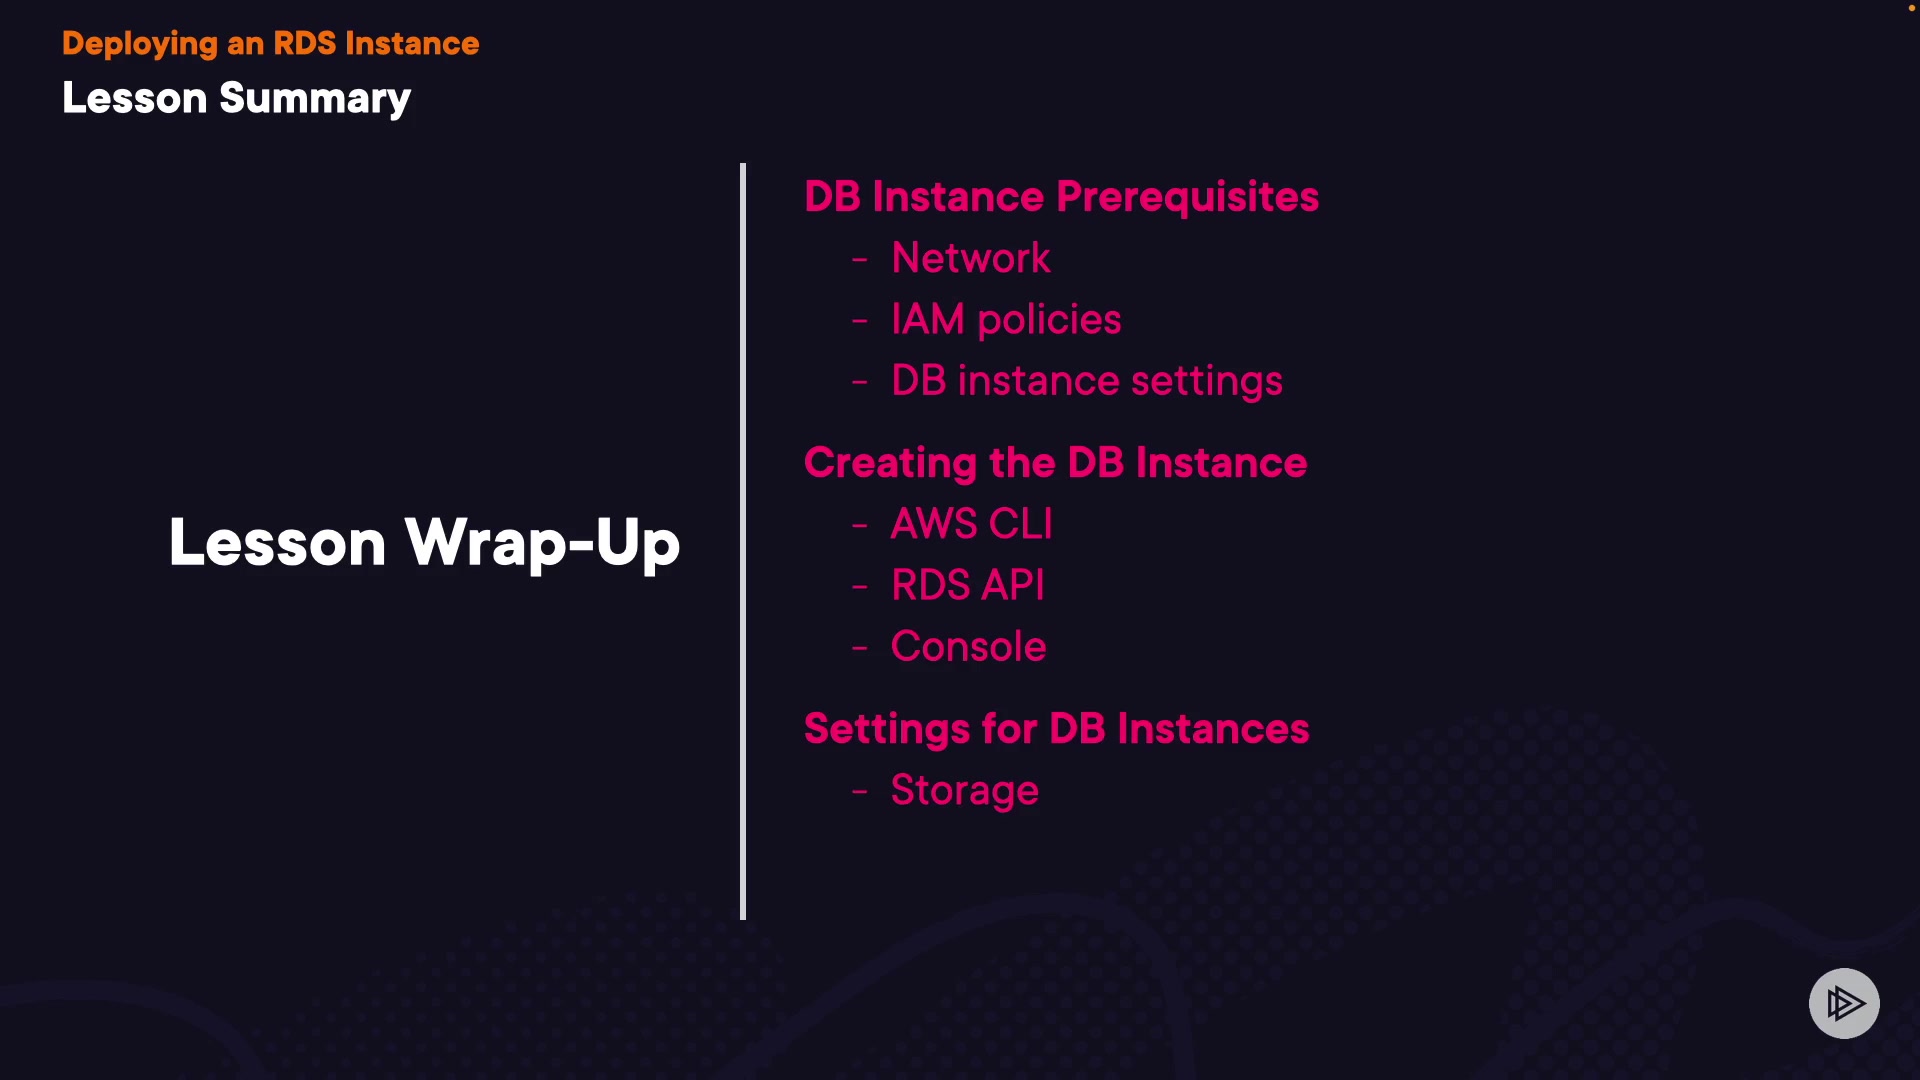 Deploying an RDS Instance
Lesson Summary
Lesson Wrap-Up
DB Instance Prerequisites
- Network
- IAM policies
- DB instance settings
Creating the DB Instance
- AWS CLI
- RDS API
- Console
Settings for DB Instances
- Storage